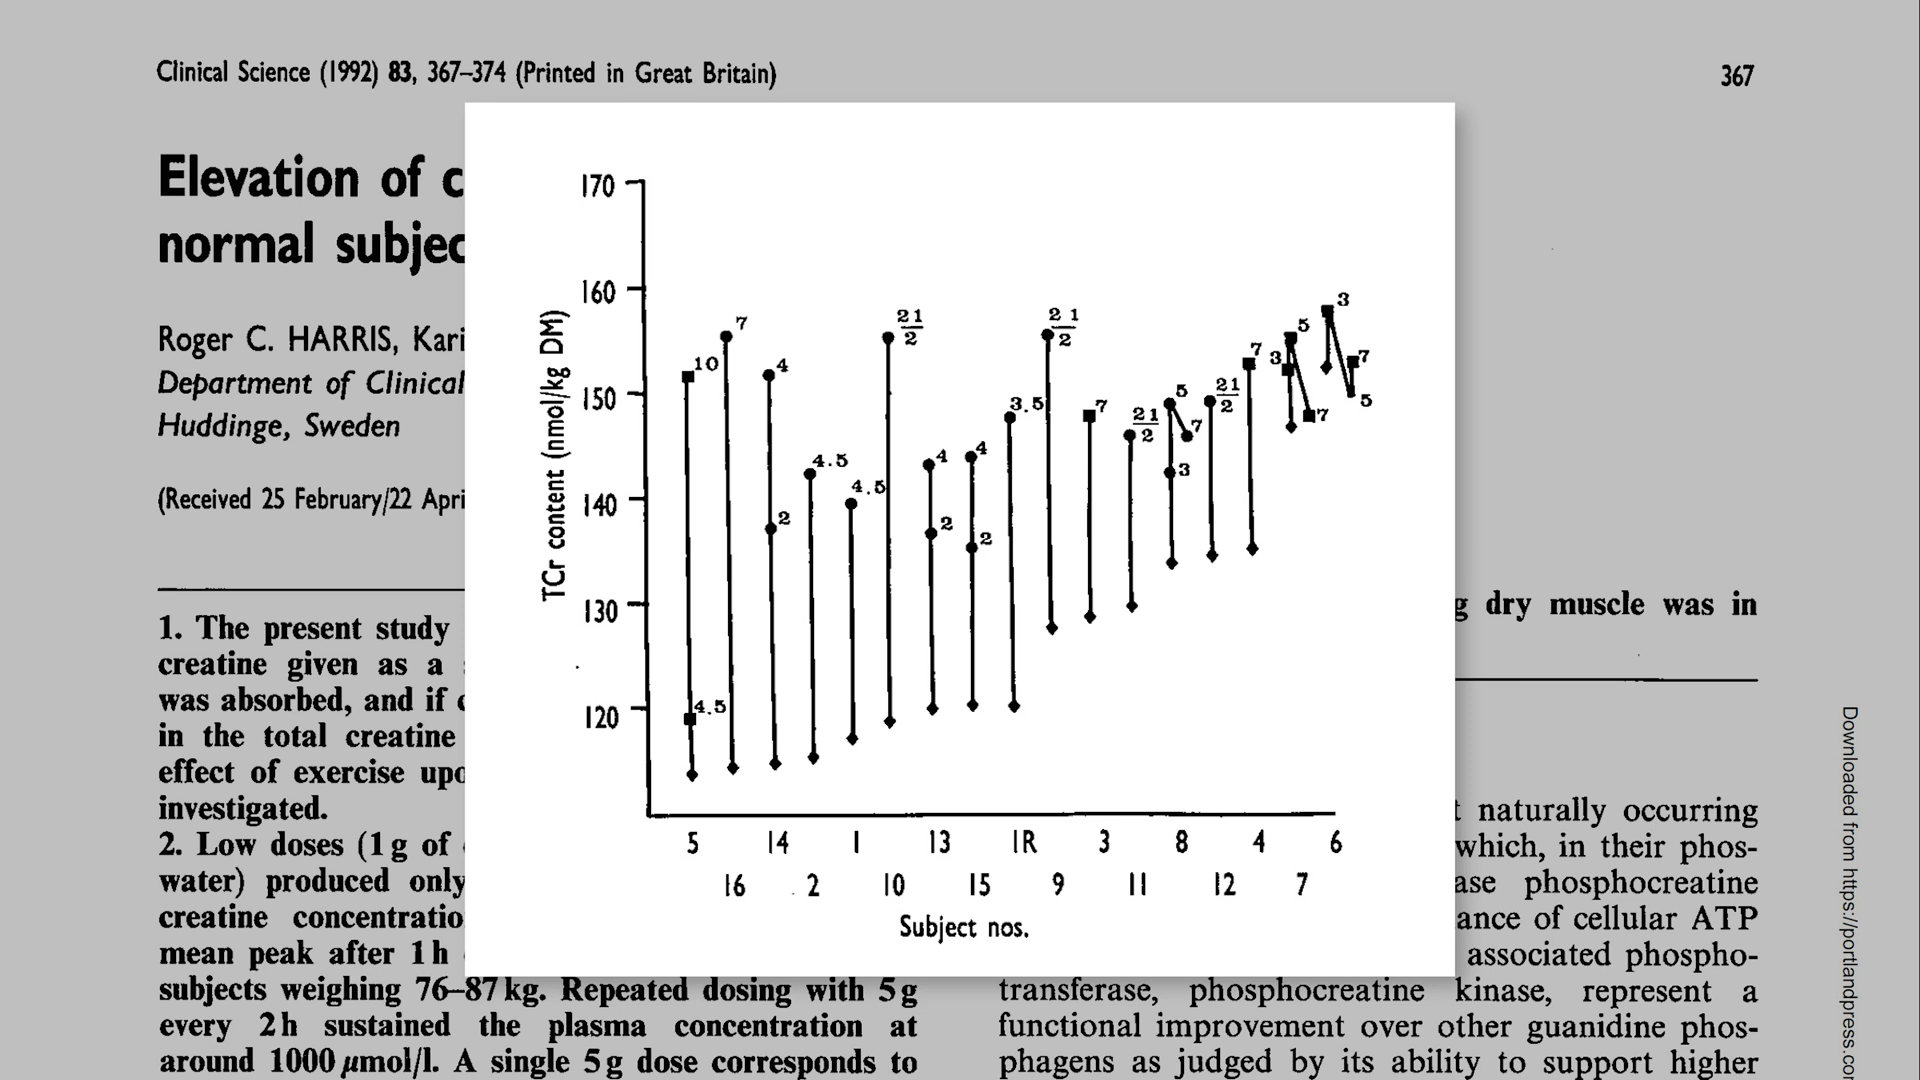 Clinical Science (1992) 83, 367–374 (Printed in Great Britain)
367
Elevation of c
normal subjec
Roger C. HARRIS, Kari
Department of Clinical
Huddinge, Sweden
(Received 25 February/22 Apri
1. The present study
creatine given as a
was absorbed, and if
in the total creatine
effect of exercise upo
investigated.
2. Low doses (1 g of
water) produced only
creatine concentratio
mean peak after 1 h
subjects weighing 76–87 kg. Repeated dosing with 5 g
every 2 h sustained the plasma concentration at
around 1000 µmol/l. A single 5 g dose corresponds to
TCr content (nmol/kg DM)
170
160
150
140
130
120
10
4.5
7
4
2
4.5
4.5
2 1/2
4
2
4
2
3.5
2 1/2
7
2 1/2
5
7
3
2 1/2
7
5
3
7
3
7
5
5 14 1 13 1R 3 8 4 6
16 2 10 15 9 11 12 7
Subject nos.
g dry muscle was in
t naturally occurring
which, in their phos-
ase phosphocreatine
ance of cellular ATP
associated phospho-
transferase, phosphocreatine kinase, represent a
functional improvement over other guanidine phos-
phagens as judged by its ability to support higher
Downloaded from https://portlandpress.co